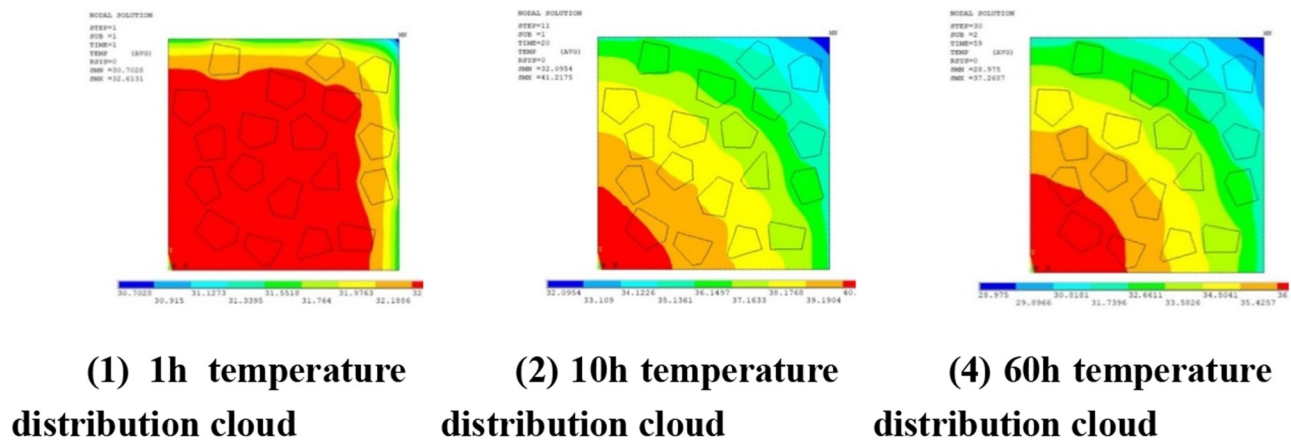 NODAL SOLUTION
STEP=1
SUB =1
TIME=1
TEMP (AVG)
RSYS=0
SMN =30.7028
SMX =32.6131
MN
30.7028 31.1273 31.5518 31.9763 32
30.915 31.3395 31.764 32.1886
(1) 1h temperature
distribution cloud
NODAL SOLUTION
STEP=11
SUB =1
TIME=20
TEMP (AVG)
RSYS=0
SMN =32.0954
SMX =41.2175
MN
32.0954 34.1226 36.1497 38.1768 40.
33.109 35.1361 37.1633 39.1904
(2) 10h temperature
distribution cloud
NODAL SOLUTION
STEP=30
SUB =2
TIME=59
TEMP (AVG)
RSYS=0
SMN =28.975
SMX =37.2687
MN
28.975 30.8181 32.6611 34.5041 36
29.8966 31.7396 33.5826 35.4257
(4) 60h temperature
distribution cloud